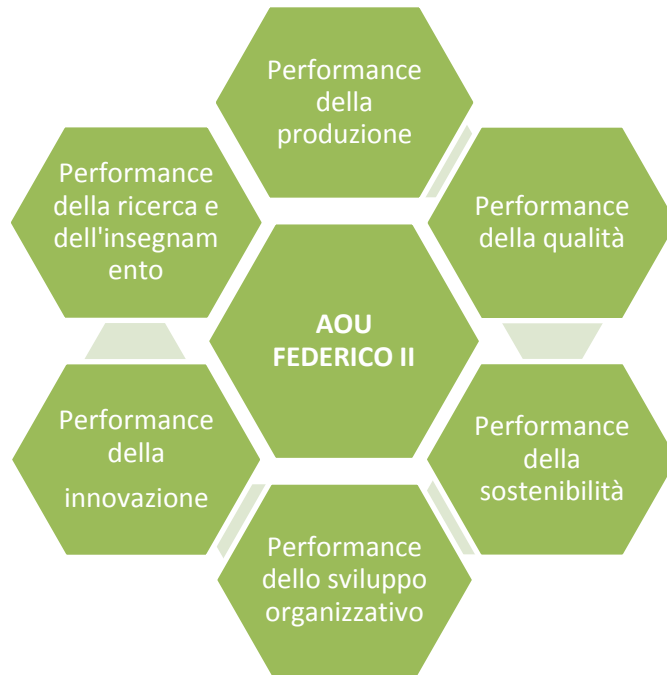 Performance
della
produzione
Performance
della ricerca e
dell'insegnam
ento
Performance
della qualità
AOU
FEDERICO II
Performance
della
innovazione
Performance
della
sostenibilità
Performance
dello sviluppo
organizzativo